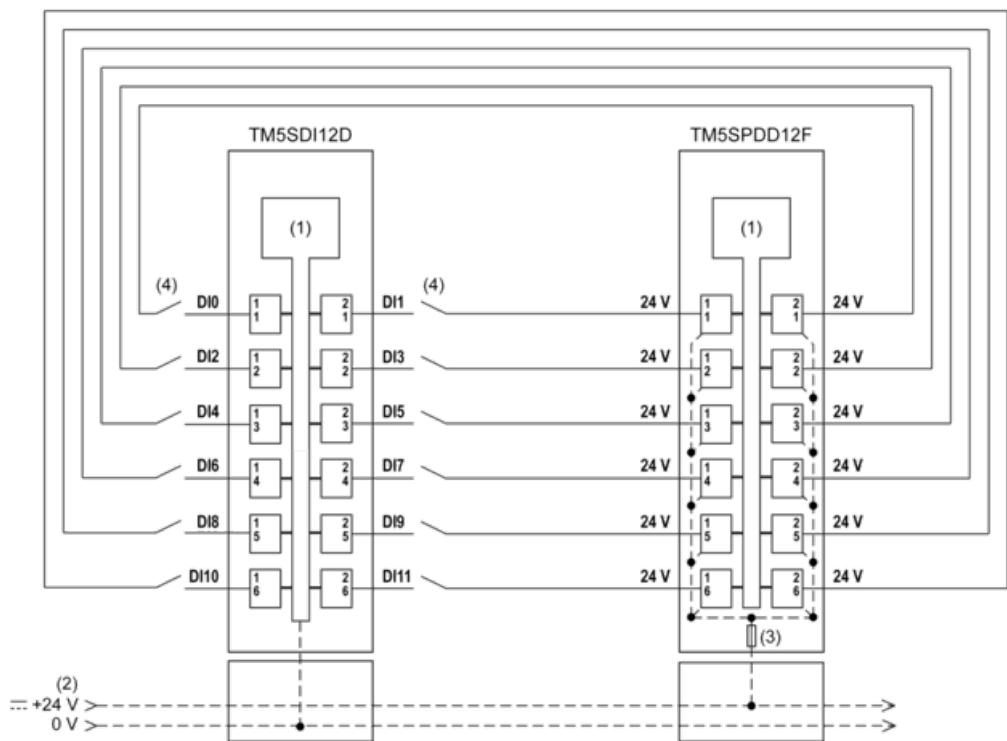 TM5SDI12D TM5SPDD12F
(1) (1)
(4) DI0 1 1 2 1 DI1 (4) 24 V 1 1 2 1 24 V
DI2 1 2 2 2 DI3 24 V 1 2 2 2 24 V
DI4 1 3 2 3 DI5 24 V 1 3 2 3 24 V
DI6 1 4 2 4 DI7 24 V 1 4 2 4 24 V
DI8 1 5 2 5 DI9 24 V 1 5 2 5 24 V
DI10 1 6 2 6 DI11 24 V 1 6 2 6 24 V
(3)
(2)
+24 V
0 V